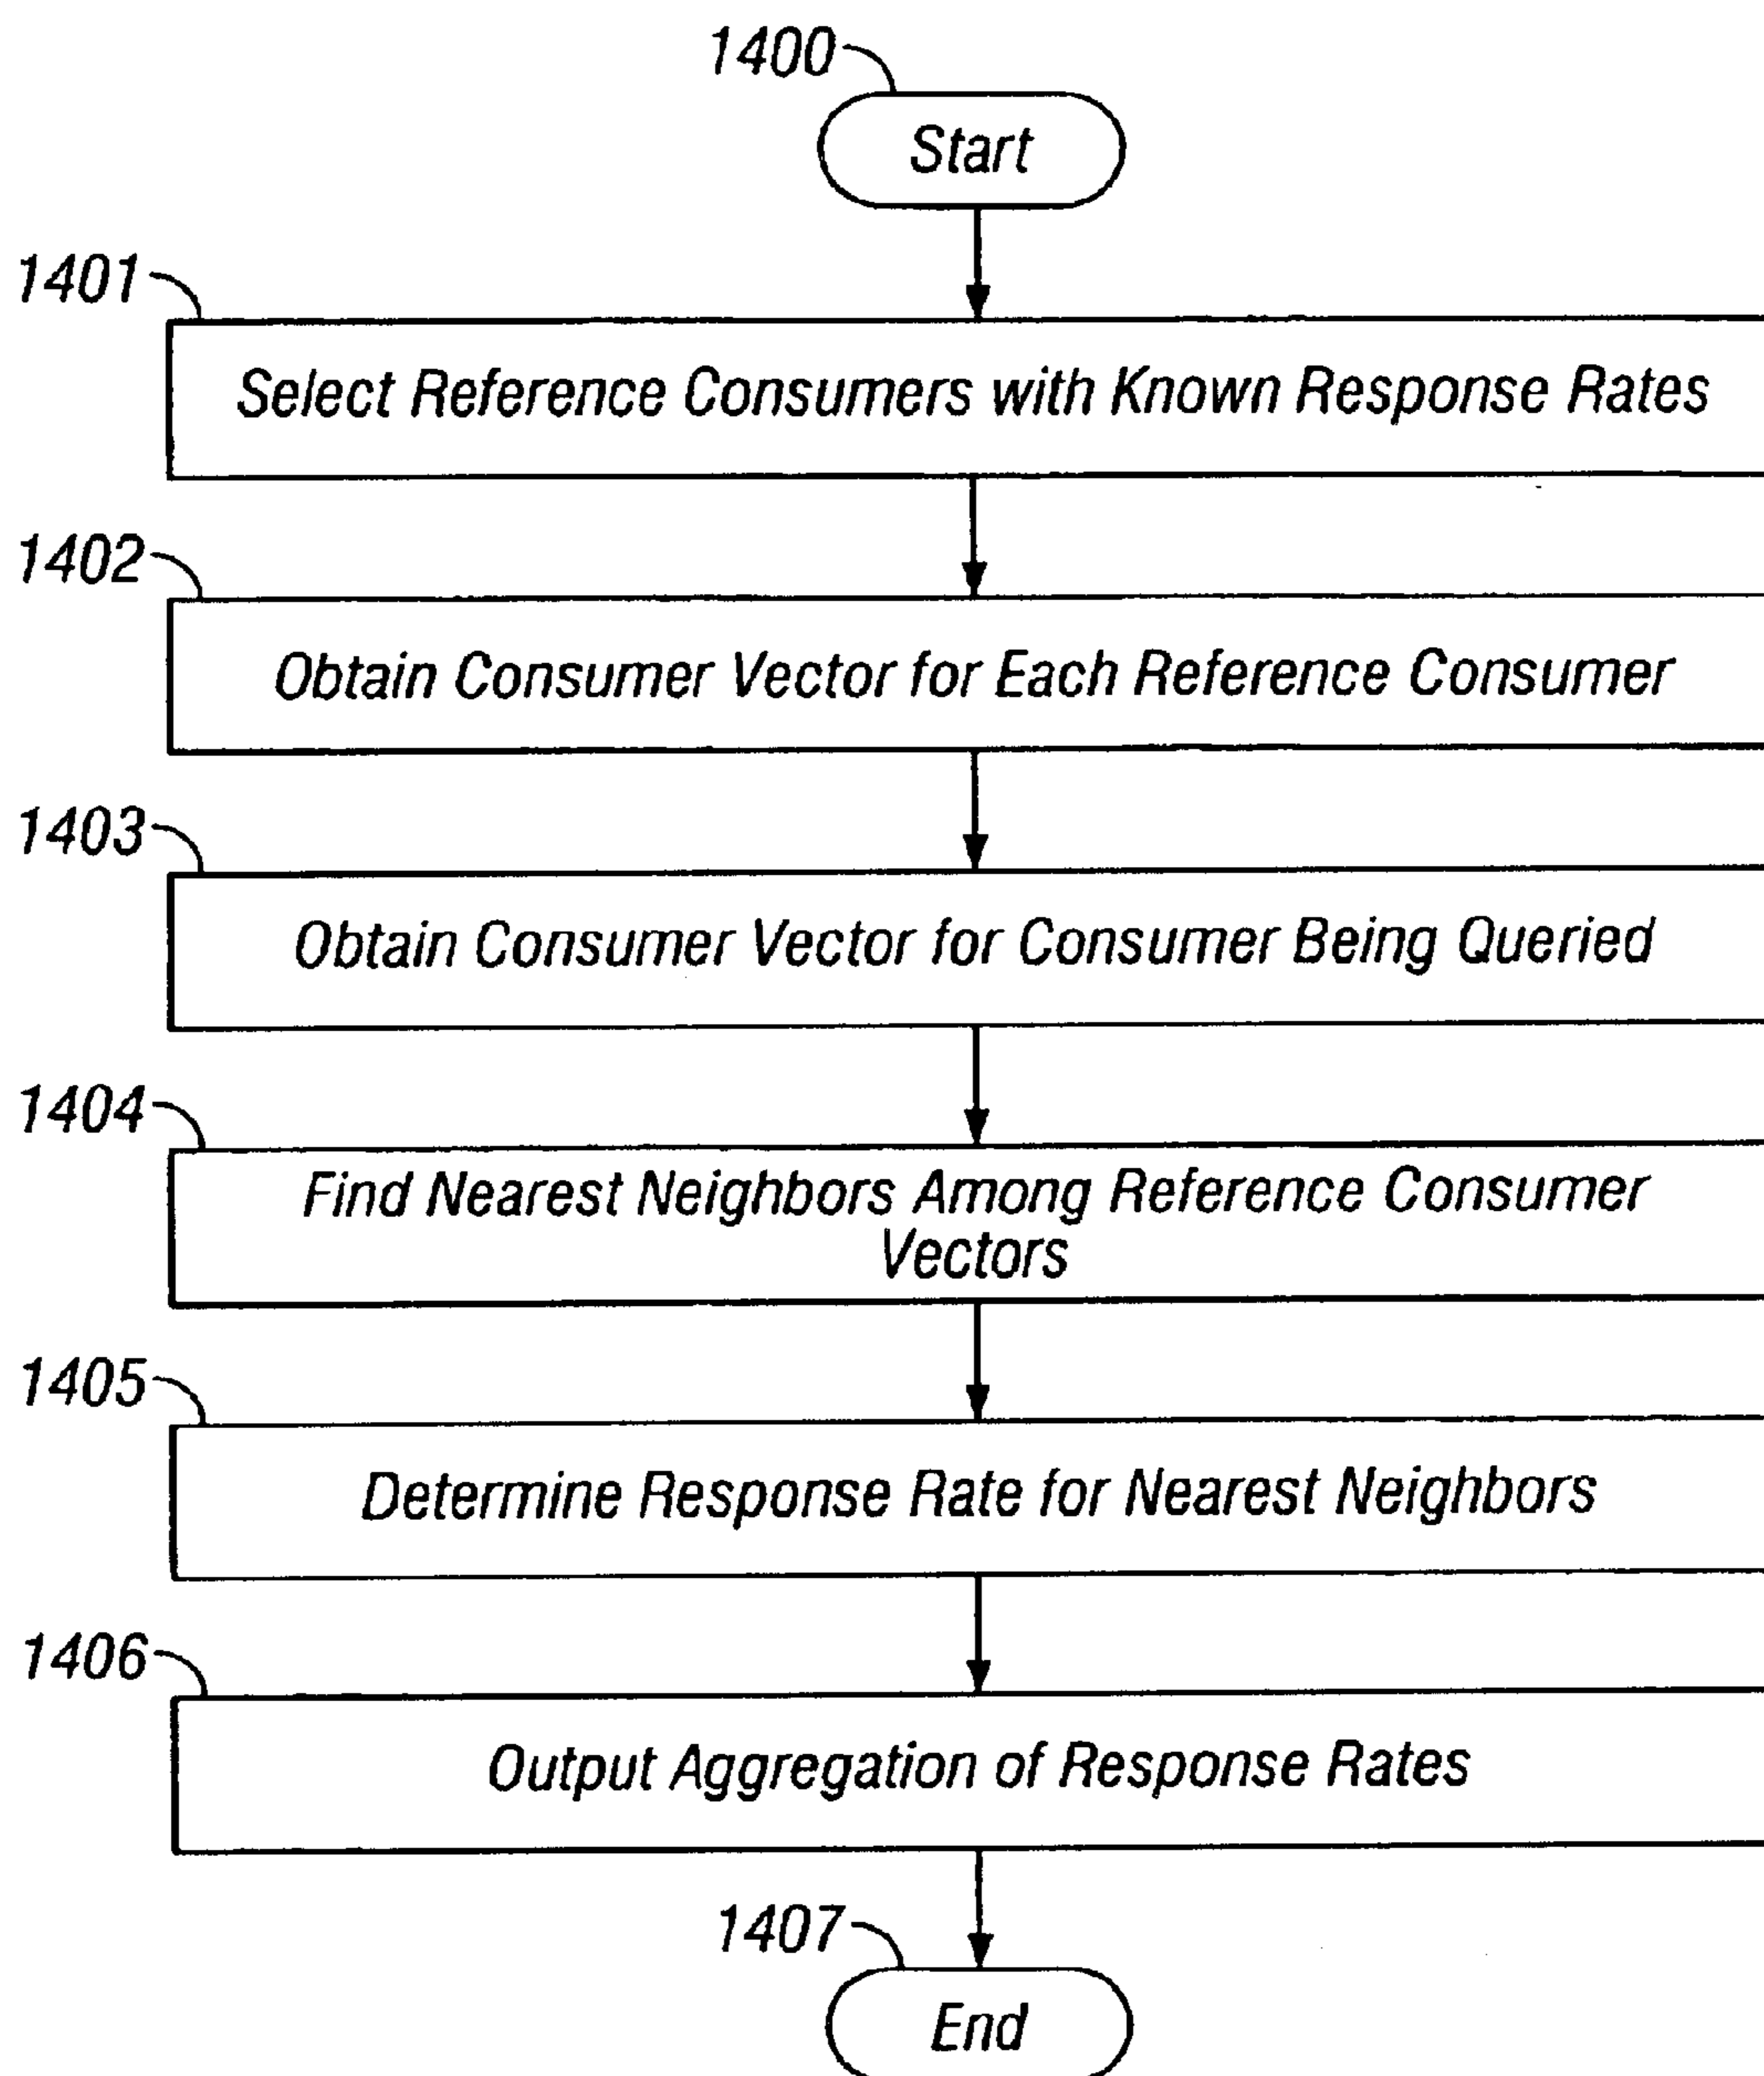 1400
Start
1401
Select Reference Consumers with Known Response Rates
1402
Obtain Consumer Vector for Each Reference Consumer
1403
Obtain Consumer Vector for Consumer Being Queried
1404
Find Nearest Neighbors Among Reference Consumer
Vectors
1405
Determine Response Rate for Nearest Neighbors
1406
Output Aggregation of Response Rates
1407
End